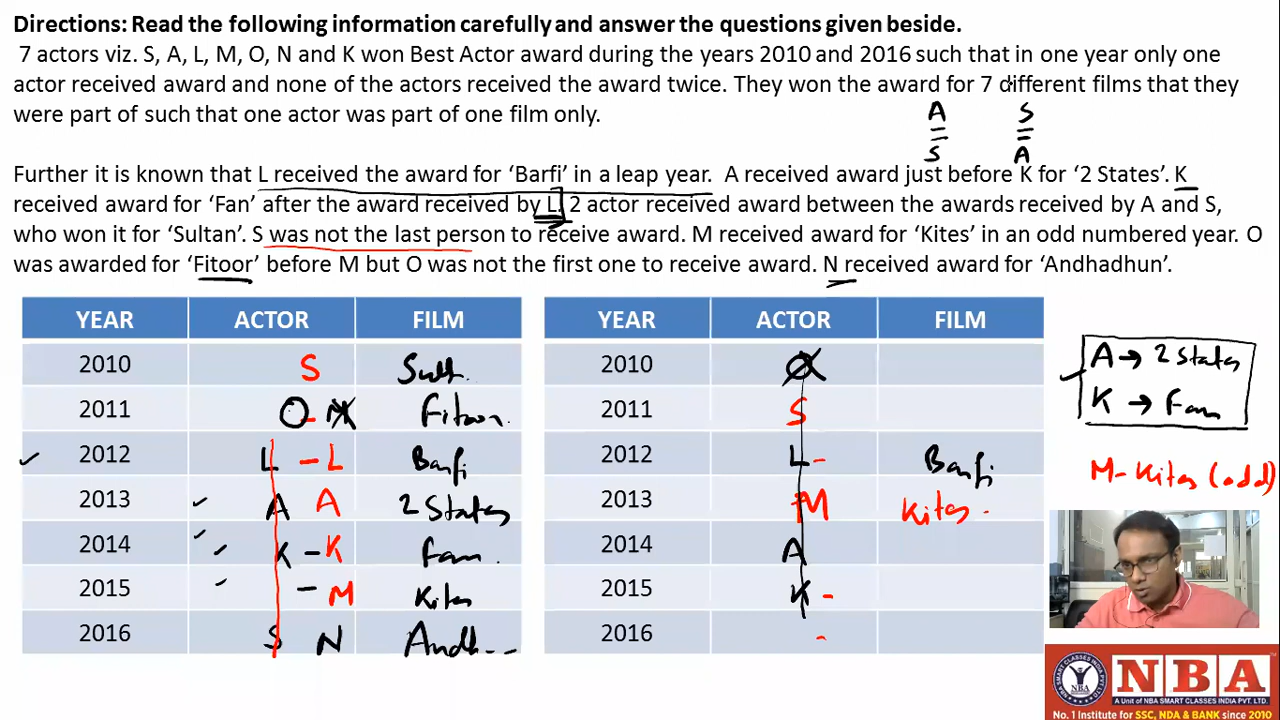 Directions: Read the following information carefully and answer the questions given beside.
7 actors viz. S, A, L, M, O, N and K won Best Actor award during the years 2010 and 2016 such that in one year only one
actor received award and none of the actors received the award twice. They won the award for 7 different films that they
were part of such that one actor was part of one film only.
A S
S A
Further it is known that L received the award for ‘Barfi’ in a leap year. A received award just before K for ‘2 States’. K
received award for ‘Fan’ after the award received by L. 2 actor received award between the awards received by A and S,
who won it for ‘Sultan’. S was not the last person to receive award. M received award for ‘Kites’ in an odd numbered year. O
was awarded for ‘Fitoor’ before M but O was not the first one to receive award. N received award for ‘Andhadhun’.
YEAR ACTOR FILM YEAR ACTOR FILM
2010 S Sult. 2010
2011 O - M Fitoor. 2011 S
2012 L - L Barfi 2012 L - Barfi
2013 A A 2 States 2013 M Kites.
2014 K - K Fan. 2014 A
2015 - M Kites 2015 K -
2016 S N Andh-- 2016 -
A → 2 States
K → Fan
M- Kites (odd)
NBA
NBA
A Unit of NBA SMART CLASSES INDIA PVT. LTD.
No. 1 Institute for SSC, NDA & BANK since 2010